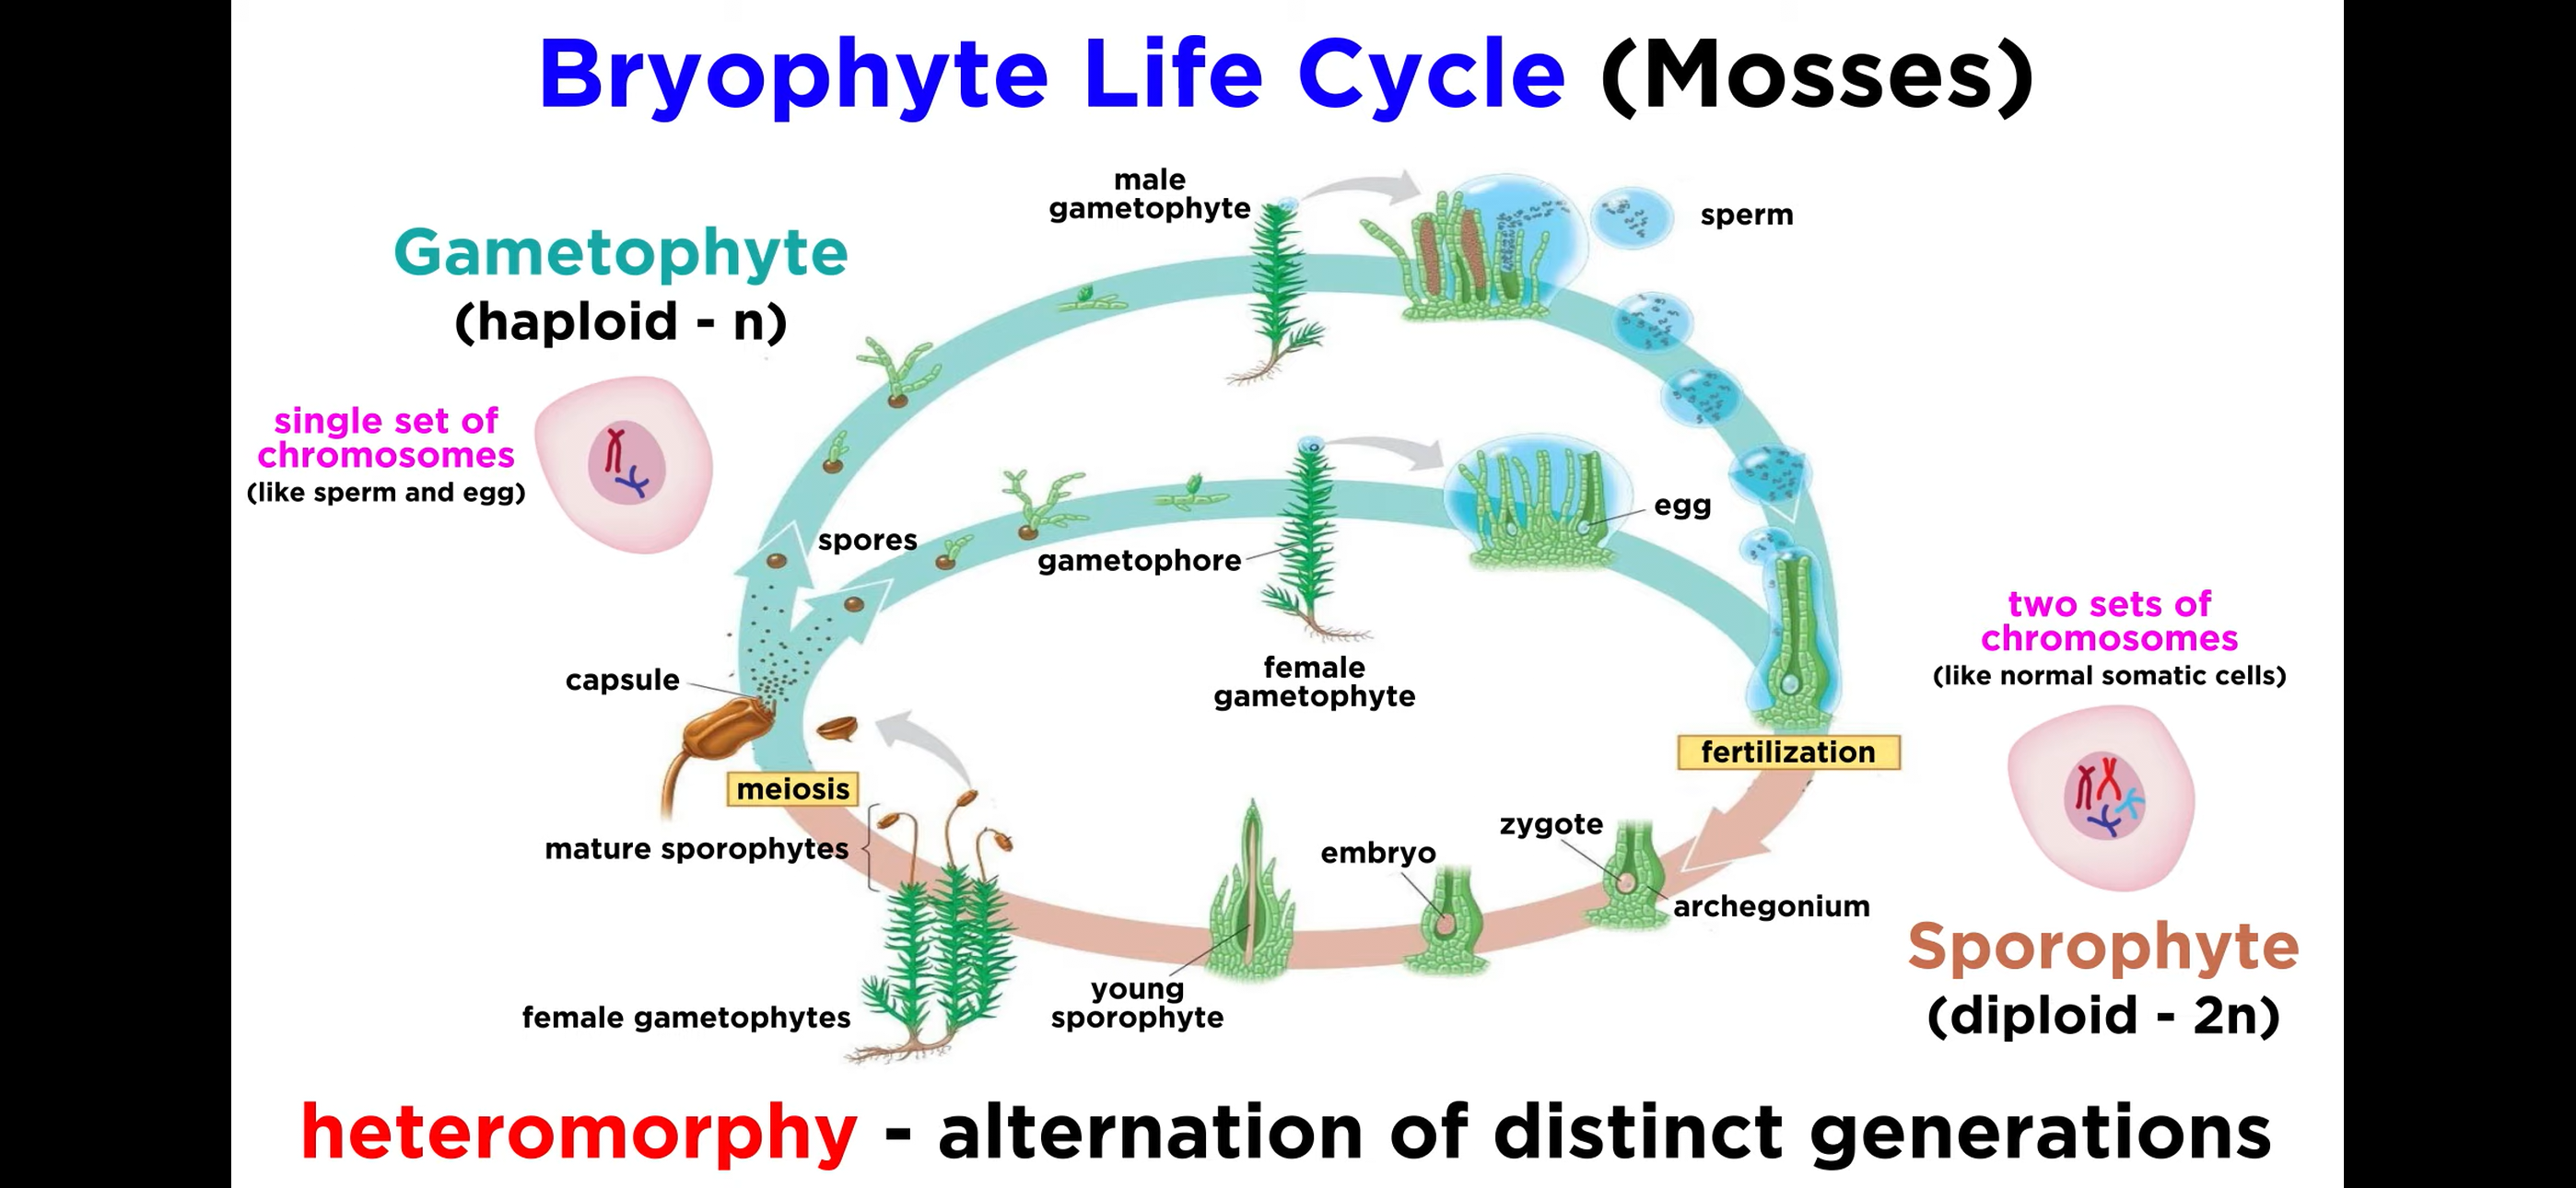 Bryophyte Life Cycle (Mosses)
male
gametophyte
sperm
Gametophyte
(haploid - n)
single set of
chromosomes
(like sperm and egg)
spores
gametophore
egg
female
gametophyte
capsule
meiosis
mature sporophytes
female gametophytes
young
sporophyte
embryo
zygote
archegonium
fertilization
two sets of
chromosomes
(like normal somatic cells)
Sporophyte
(diploid - 2n)
heteromorphy - alternation of distinct generations